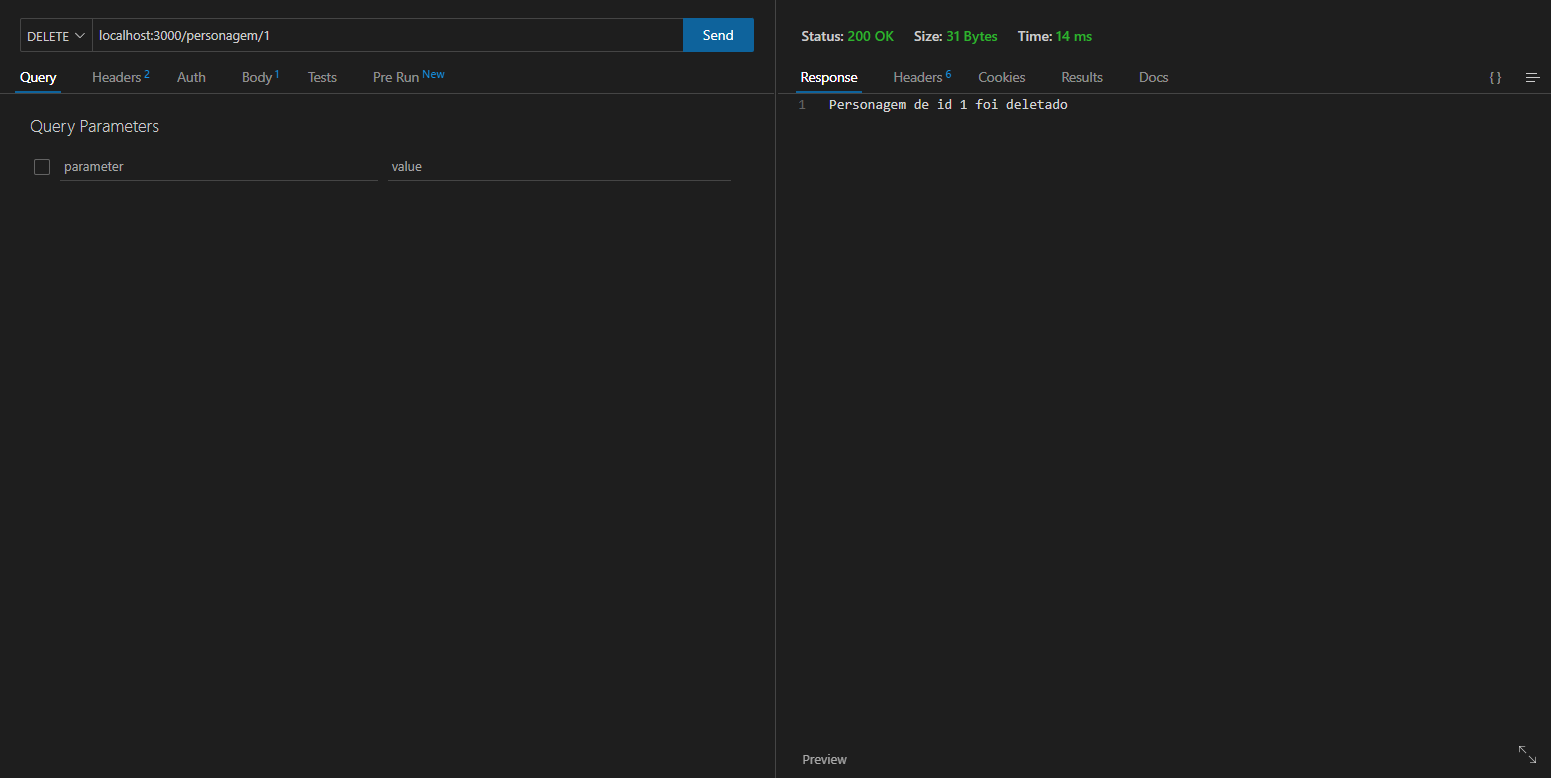 DELETE localhost:3000/personagem/1 Send
Query Headers 2 Auth Body 1 Tests Pre Run New
Query Parameters
parameter value
Status: 200 OK Size: 31 Bytes Time: 14 ms
Response Headers 6 Cookies Results Docs { }
1 Personagem de id 1 foi deletado
Preview